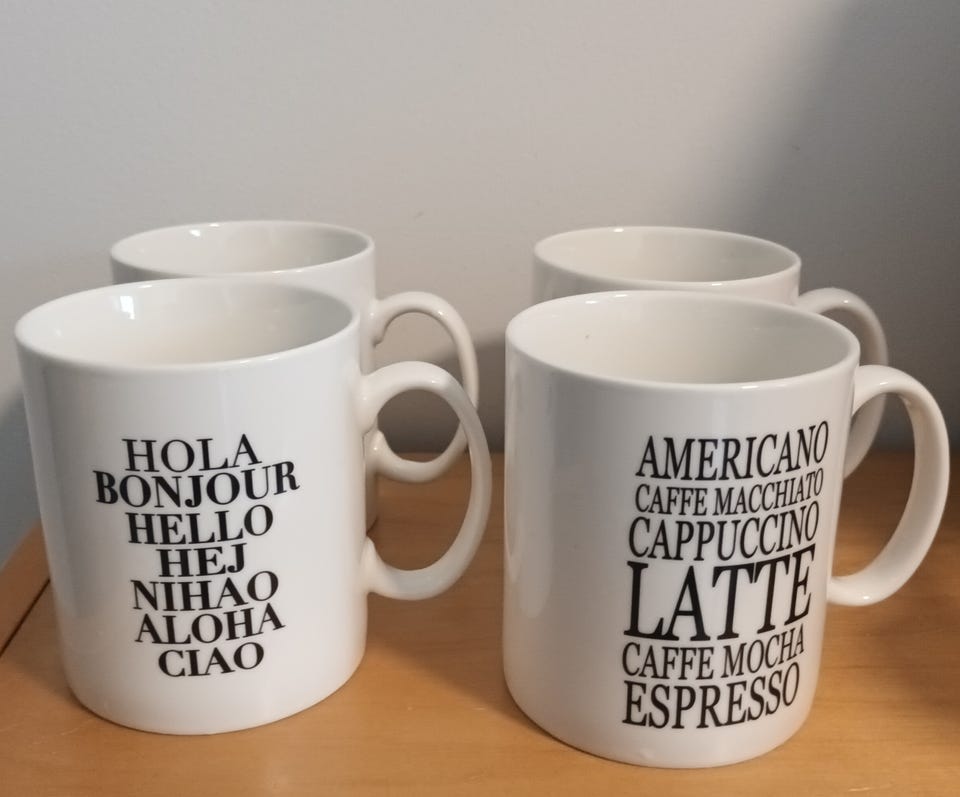 HOLA
BONJOUR
HELLO
HEJ
NIHAO
ALOHA
CIAO
AMERICANO
CAFFE MACCHIATO
CAPPUCCINO
LATTE
CAFFE MOCHA
ESPRESSO